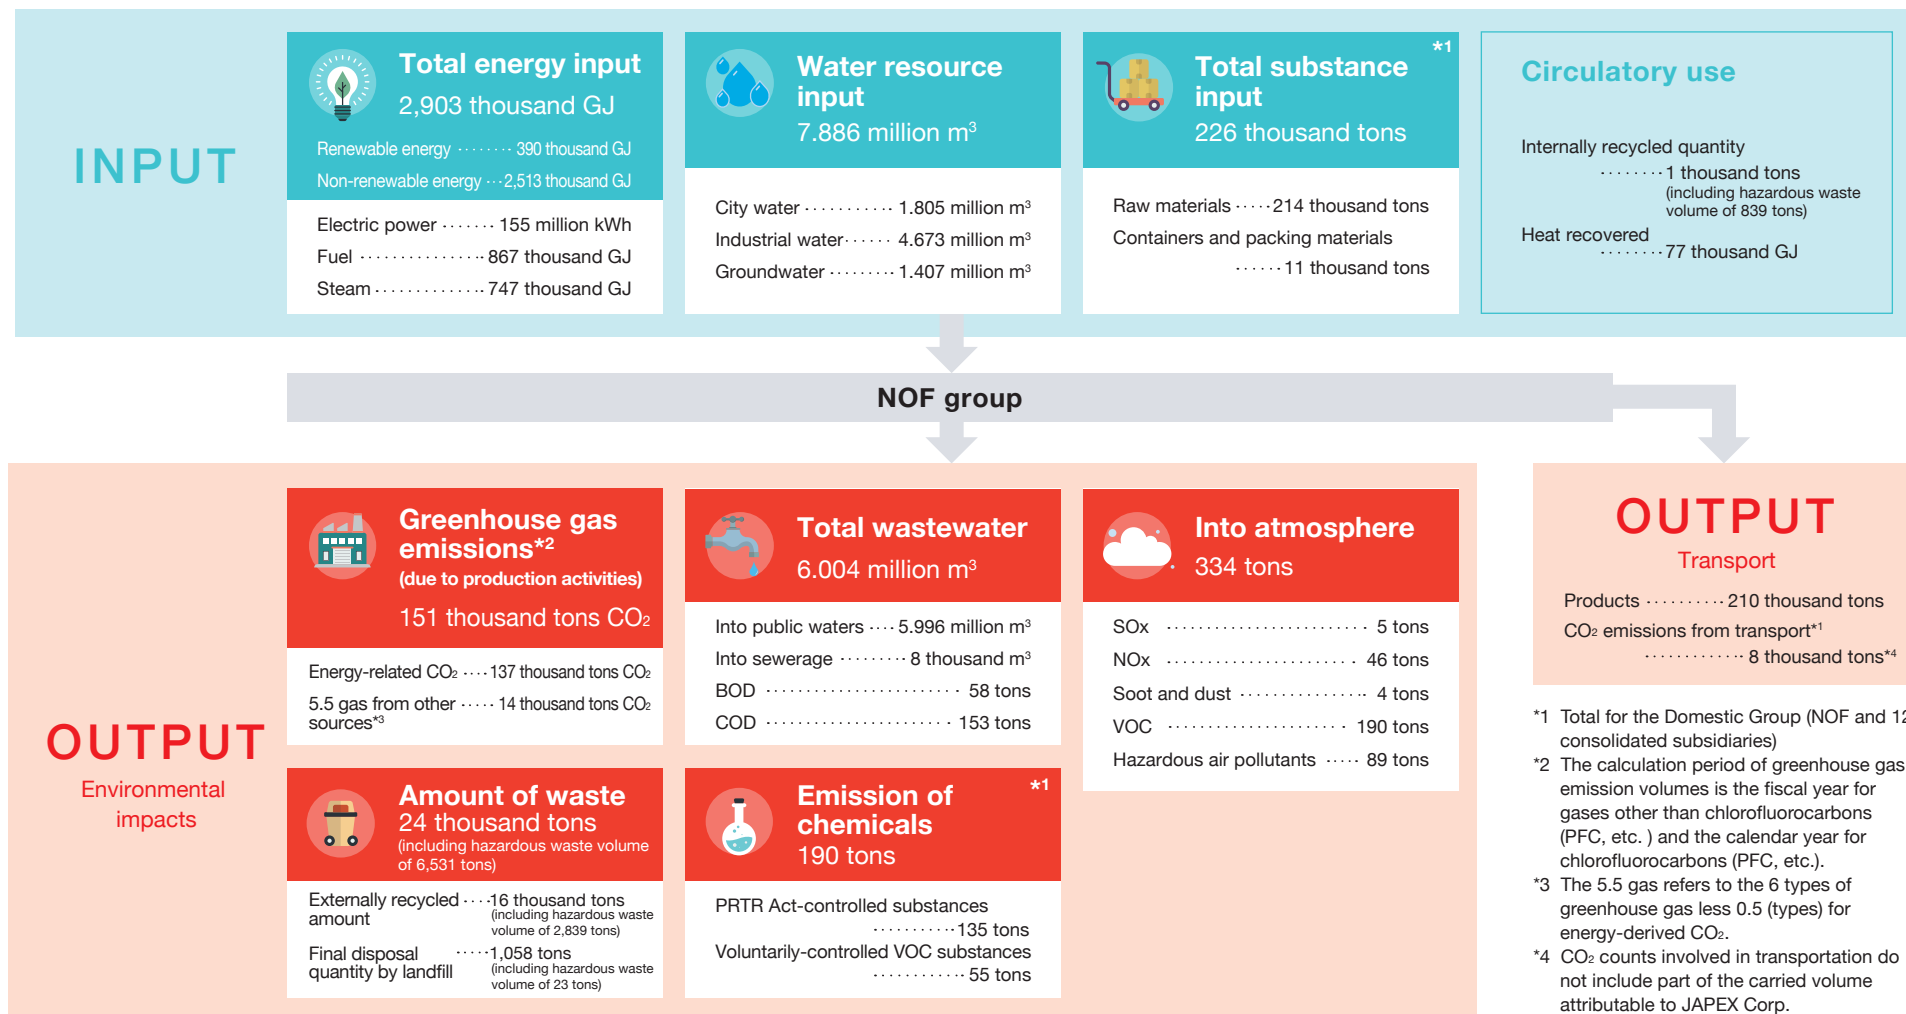 INPUT
Total energy input
2,903 thousand GJ
Renewable energy ········ 390 thousand GJ
Non-renewable energy ···2,513 thousand GJ
Electric power ······· 155 million kWh
Fuel ················ 867 thousand GJ
Steam ·············· 747 thousand GJ
Water resource
input
7.886 million m³
City water ·········· 1.805 million m³
Industrial water······ 4.673 million m³
Groundwater ········· 1.407 million m³
*1
Total substance
input
226 thousand tons
Raw materials ·····214 thousand tons
Containers and packing materials
······11 thousand tons
Circulatory use
Internally recycled quantity
········1 thousand tons
(including hazardous waste
volume of 839 tons)
Heat recovered
········77 thousand GJ
NOF group
OUTPUT
Environmental
impacts
Greenhouse gas
emissions*²
(due to production activities)
151 thousand tons CO₂
Energy-related CO₂ ····137 thousand tons CO₂
5.5 gas from other ····· 14 thousand tons CO₂
sources*³
Total wastewater
6.004 million m³
Into public waters ····5.996 million m³
Into sewerage ········ 8 thousand m³
BOD ························ 58 tons
COD ······················· 153 tons
Into atmosphere
334 tons
SOx ························· 5 tons
NOx ························ 46 tons
Soot and dust ················ 4 tons
VOC ······················ 190 tons
Hazardous air pollutants ····· 89 tons
Amount of waste
24 thousand tons
(including hazardous waste volume
of 6,531 tons)
Externally recycled ····16 thousand tons
amount
(including hazardous waste
volume of 2,839 tons)
Final disposal ·····1,058 tons
quantity by landfill
(including hazardous waste
volume of 23 tons)
*1
Emission of
chemicals
190 tons
PRTR Act-controlled substances
··········135 tons
Voluntarily-controlled VOC substances
··········· 55 tons
OUTPUT
Transport
Products ·········· 210 thousand tons
CO₂ emissions from transport*¹
············ 8 thousand tons*⁴
*1 Total for the Domestic Group (NOF and 12
consolidated subsidiaries)
*2 The calculation period of greenhouse gas
emission volumes is the fiscal year for
gases other than chlorofluorocarbons
(PFC, etc. ) and the calendar year for
chlorofluorocarbons (PFC, etc.).
*3 The 5.5 gas refers to the 6 types of
greenhouse gas less 0.5 (types) for
energy-derived CO₂.
*4 CO₂ counts involved in transportation do
not include part of the carried volume
attributable to JAPEX Corp.